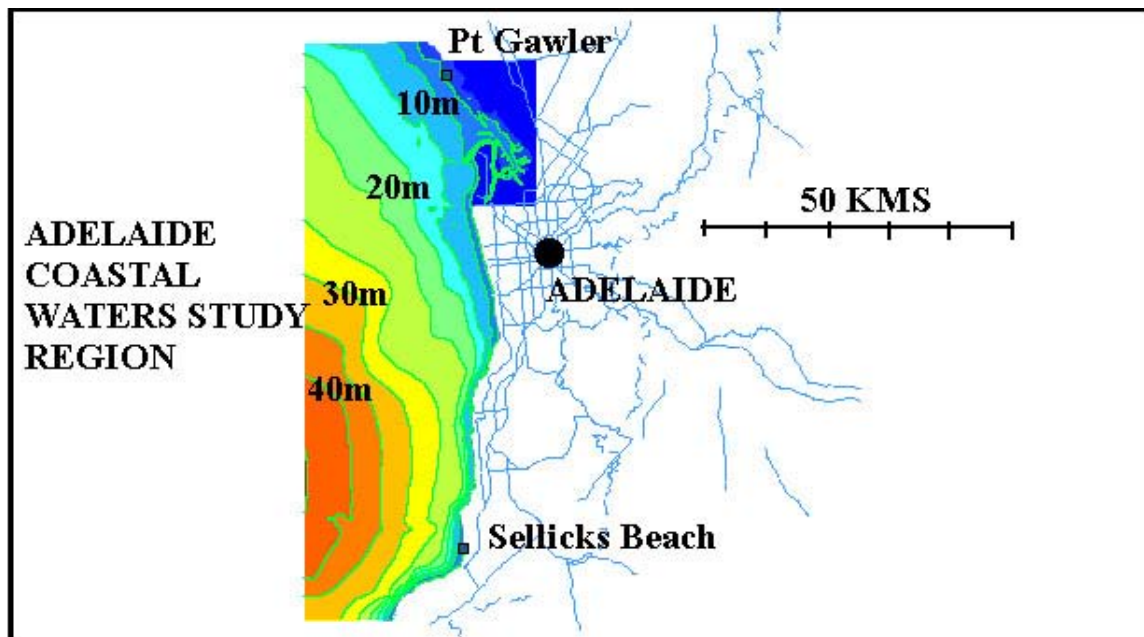 Pt Gawler
10m
20m
50 KMS
ADELAIDE
COASTAL
WATERS STUDY
REGION
ADELAIDE
30m
40m
Sellicks Beach